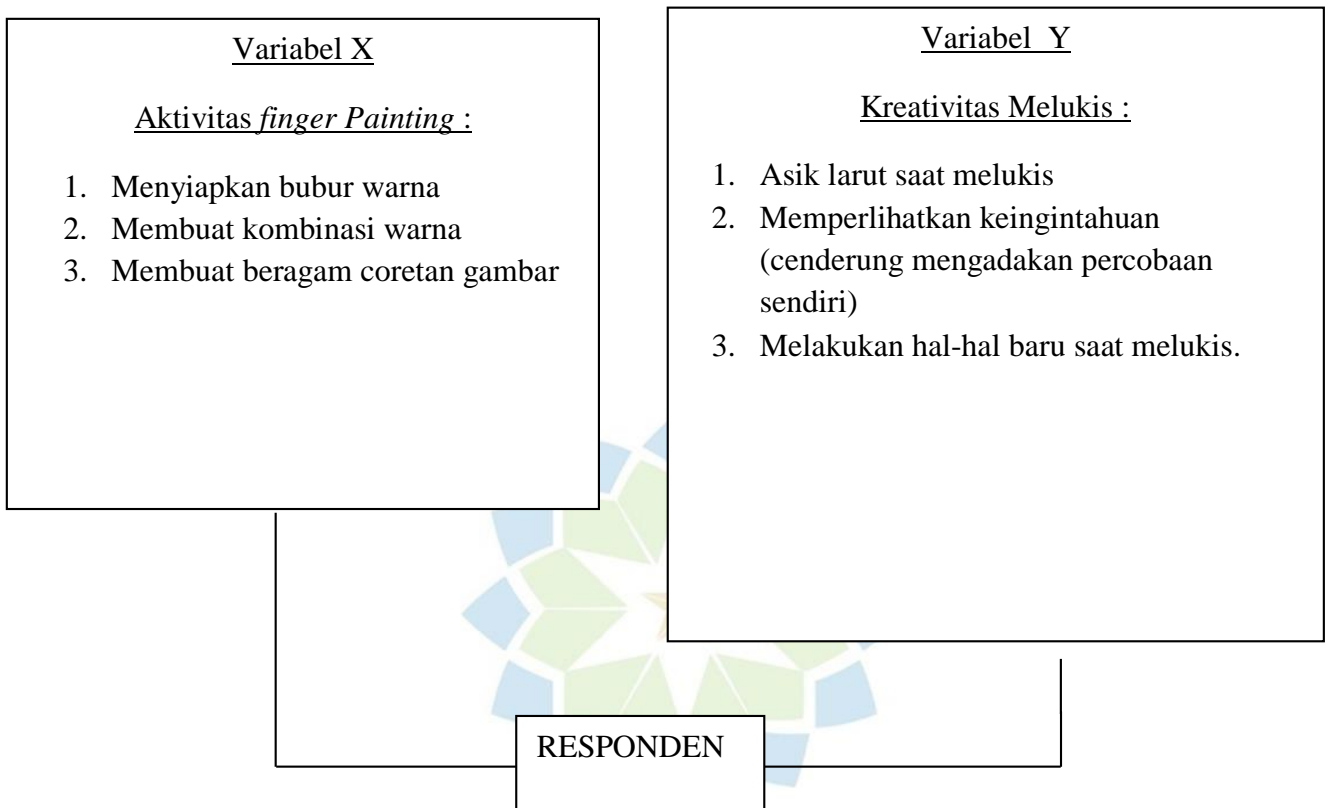 Variabel X
Aktivitas finger Painting :
1. Menyiapkan bubur warna
2. Membuat kombinasi warna
3. Membuat beragam coretan gambar
Variabel Y
Kreativitas Melukis :
1. Asik larut saat melukis
2. Memperlihatkan keingintahuan
(cenderung mengadakan percobaan
sendiri)
3. Melakukan hal-hal baru saat melukis.
RESPONDEN